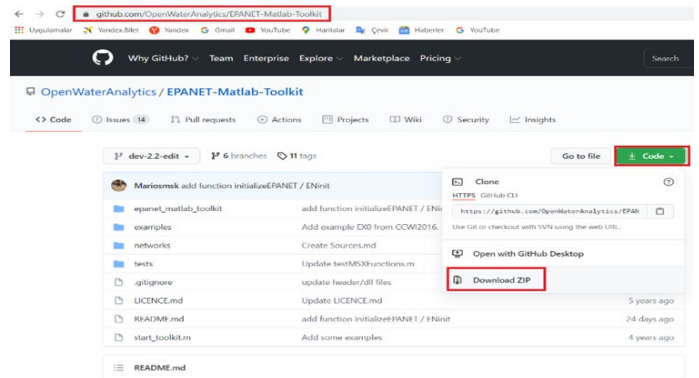 github.com/OpenWaterAnalytics/EPANET-Matlab-Toolkit
Uygulamalar Yandex.Bilet Yandex Gmail YouTube Haritalar Çevir Haberler YouTube
Why GitHub? Team Enterprise Explore Marketplace Pricing Search
OpenWaterAnalytics / EPANET-Matlab-Toolkit
Code Issues 14 Pull requests Actions Projects Wiki Security Insights
dev-2.2-edit 6 branches 11 tags Go to file Code
Mariosmsk add function initializeEPANET / ENinit
Clone
HTTPS GitHub CLI
epanet_matlab_toolkit add function initializeEPANET / ENi
https://github.com/OpenWaterAnalytics/EPAN
examples Add example EX0 from CCWI2016.
Use Git or checkout with SVN using the web URL.
networks Create Sources.md
Open with GitHub Desktop
tests Update testMSXFunctions.m
.gitignore update header/dll files
Download ZIP
LICENCE.md Update LICENCE.md 5 years ago
README.md add function initializeEPANET / ENinit 24 days ago
start_toolkit.m Add some examples 4 years ago
README.md